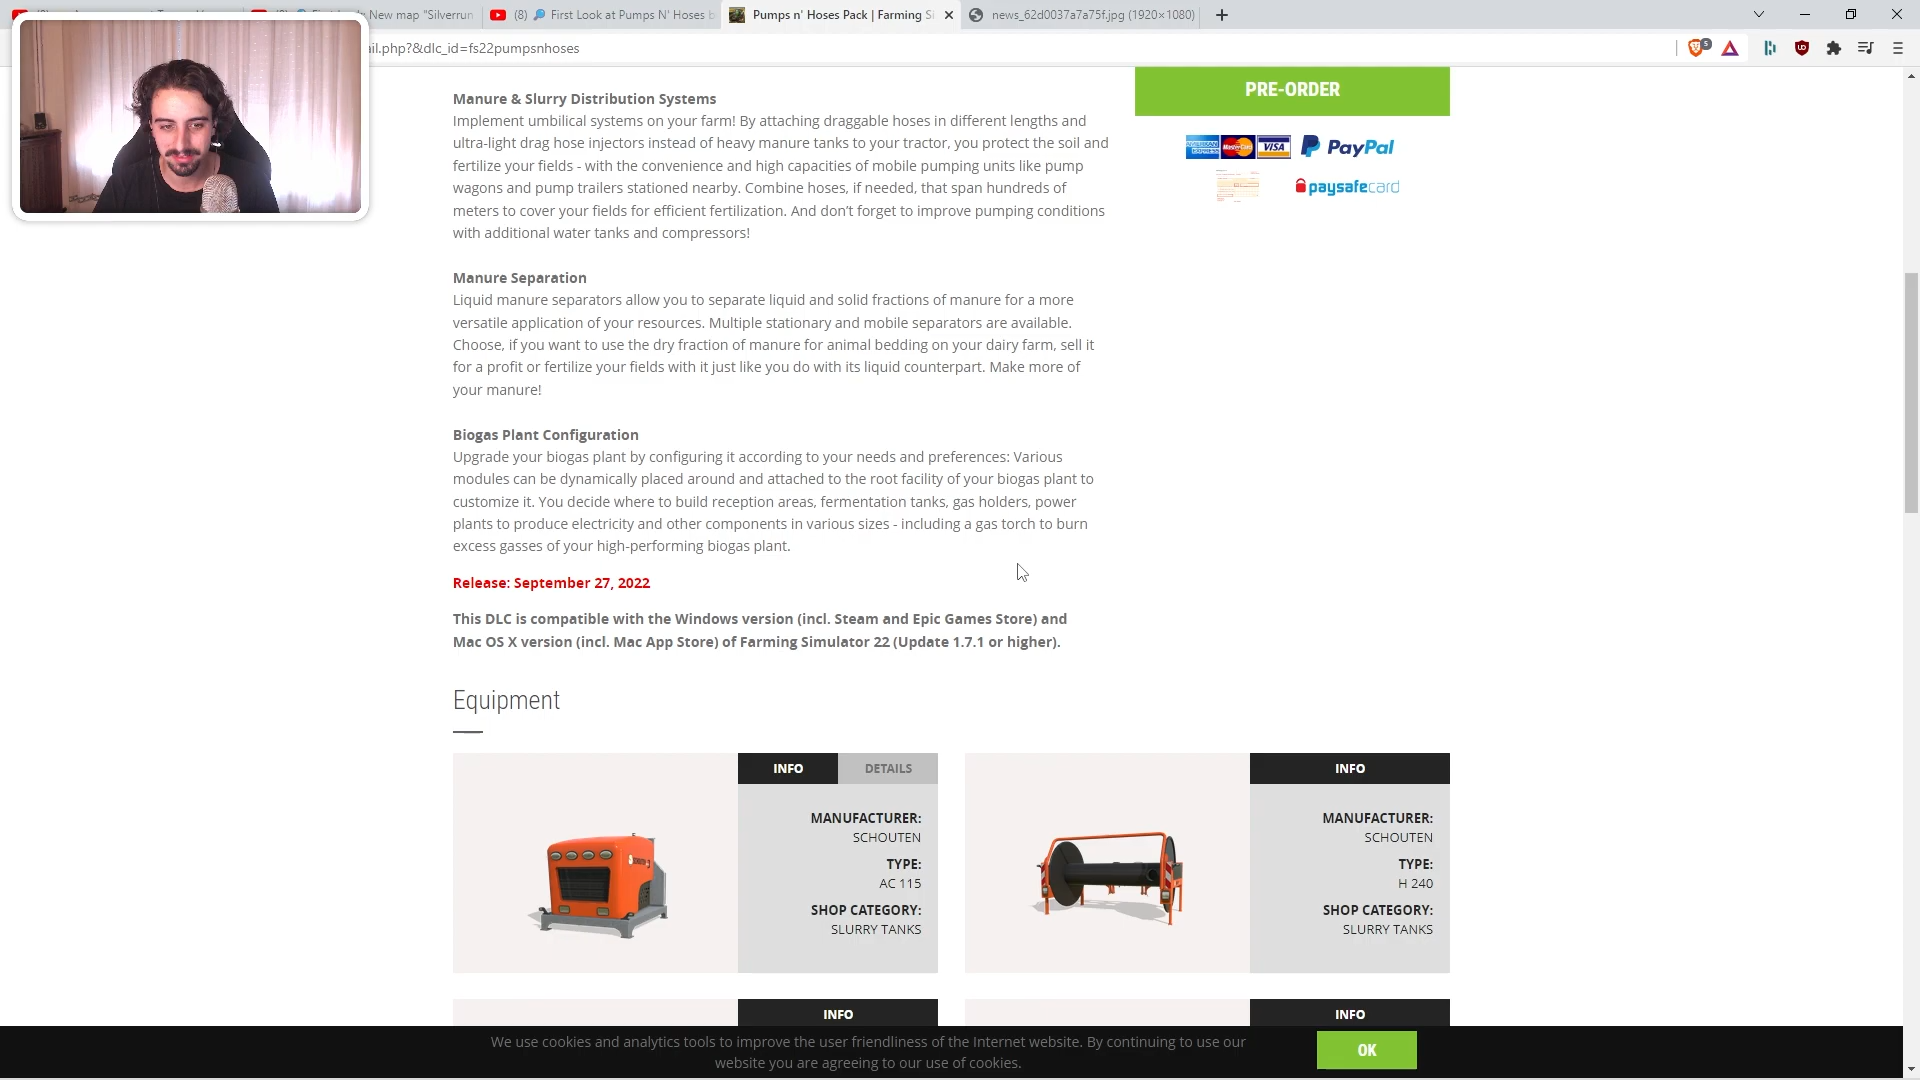 New map "Silverrun
(8) 🔎 First Look at Pumps N' Hoses b
Pumps n' Hoses Pack | Farming Si
news_62d0037a7a75f.jpg (1920×1080)
ail.php?&dlc_id=fs22pumpsnhoses
5
PRE-ORDER
AMERICAN EXPRESS
MasterCard
VISA
PayPal
paysafecard
Manure & Slurry Distribution Systems
Implement umbilical systems on your farm! By attaching draggable hoses in different lengths and
ultra-light drag hose injectors instead of heavy manure tanks to your tractor, you protect the soil and
fertilize your fields - with the convenience and high capacities of mobile pumping units like pump
wagons and pump trailers stationed nearby. Combine hoses, if needed, that span hundreds of
meters to cover your fields for efficient fertilization. And don't forget to improve pumping conditions
with additional water tanks and compressors!
Manure Separation
Liquid manure separators allow you to separate liquid and solid fractions of manure for a more
versatile application of your resources. Multiple stationary and mobile separators are available.
Choose, if you want to use the dry fraction of manure for animal bedding on your dairy farm, sell it
for a profit or fertilize your fields with it just like you do with its liquid counterpart. Make more of
your manure!
Biogas Plant Configuration
Upgrade your biogas plant by configuring it according to your needs and preferences: Various
modules can be dynamically placed around and attached to the root facility of your biogas plant to
customize it. You decide where to build reception areas, fermentation tanks, gas holders, power
plants to produce electricity and other components in various sizes - including a gas torch to burn
excess gasses of your high-performing biogas plant.
Release: September 27, 2022
This DLC is compatible with the Windows version (incl. Steam and Epic Games Store) and
Mac OS X version (incl. Mac App Store) of Farming Simulator 22 (Update 1.7.1 or higher).
Equipment
INFO DETAILS
MANUFACTURER:
SCHOUTEN
TYPE:
AC 115
SHOP CATEGORY:
SLURRY TANKS
INFO
MANUFACTURER:
SCHOUTEN
TYPE:
H 240
SHOP CATEGORY:
SLURRY TANKS
INFO
INFO
We use cookies and analytics tools to improve the user friendliness of the Internet website. By continuing to use our
website you are agreeing to our use of cookies.
OK